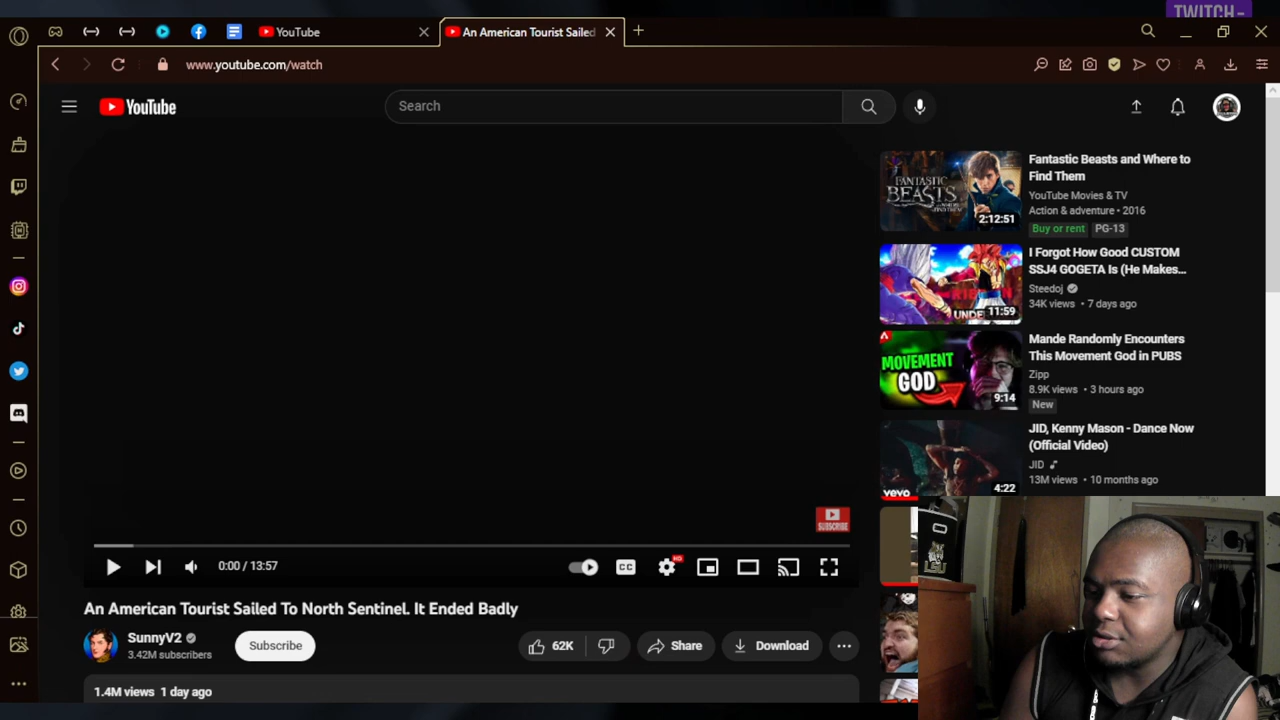 TWITCH -
YouTube
An American Tourist Sailed
www.youtube.com/watch
YouTube
Search
FANTASTIC
BEASTS
2:12:51
Fantastic Beasts and Where to
Find Them
YouTube Movies & TV
Action & adventure • 2016
Buy or rent PG-13
11:59
I Forgot How Good CUSTOM
SSJ4 GOGETA Is (He Makes...
Steedoj
34K views • 7 days ago
MOVEMENT
GOD
9:14
Mande Randomly Encounters
This Movement God in PUBS
Zipp
8.9K views • 3 hours ago
New
vevo
4:22
JID, Kenny Mason - Dance Now
(Official Video)
JID
13M views • 10 months ago
SUBSCRIBE
0:00 / 13:57
CC
HD
An American Tourist Sailed To North Sentinel. It Ended Badly
SunnyV2
3.42M subscribers
Subscribe
62K
Share
Download
1.4M views 1 day ago
LSU